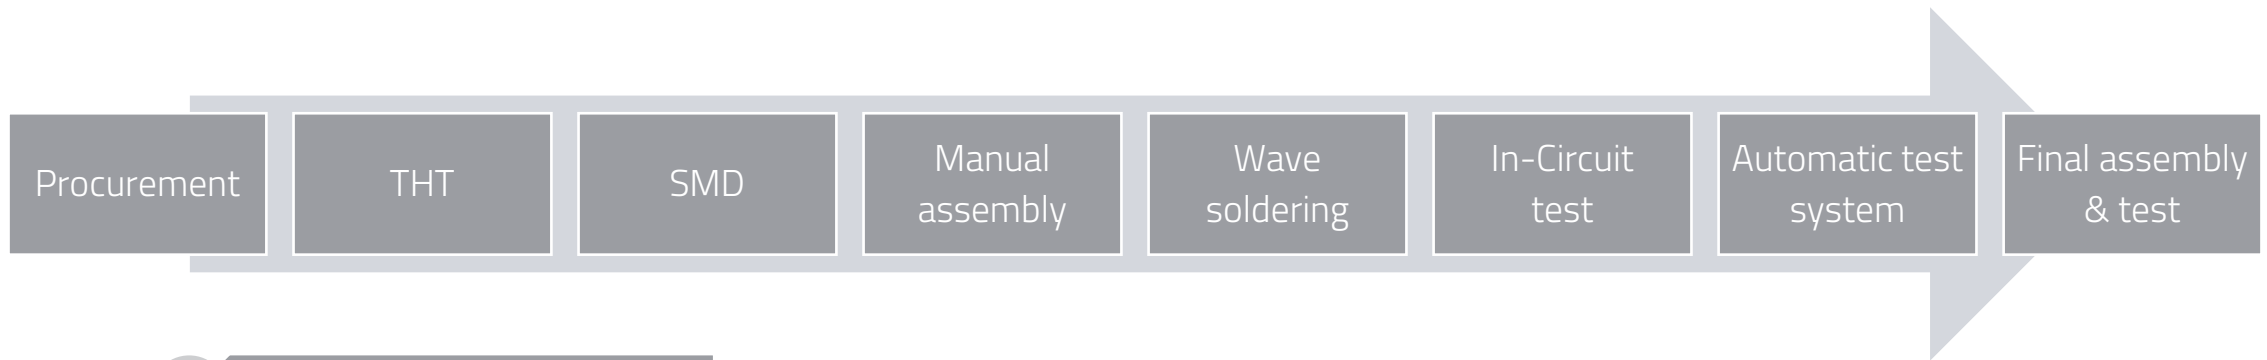 Procurement
THT
SMD
Manual
assembly
Wave
soldering
In-Circuit
test
Automatic test
system
Final assembly
& test